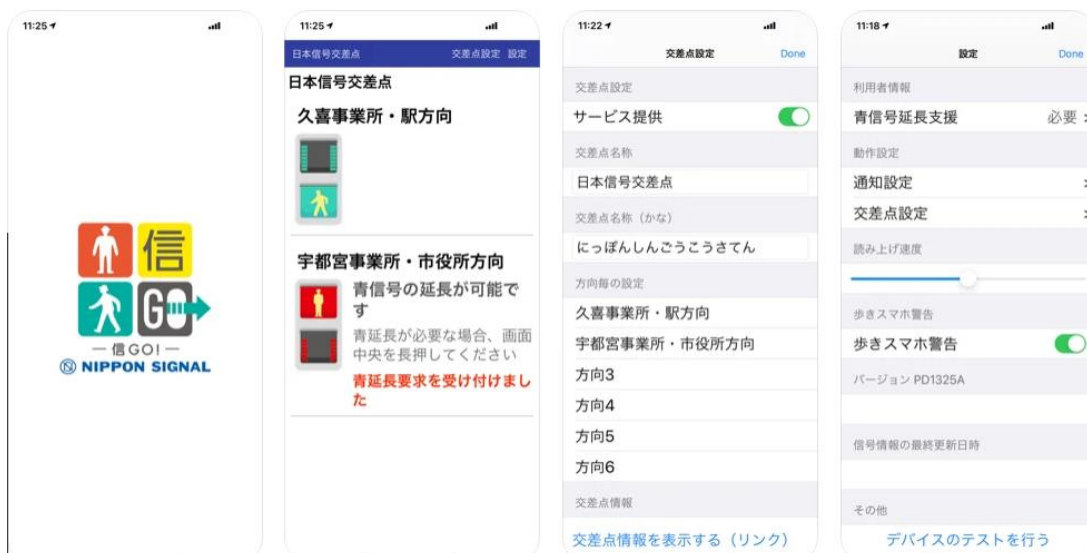 11:25
信
GO
— 信GO! —
NIPPON SIGNAL
11:25
日本信号交差点 交差点設定 設定
日本信号交差点
久喜事業所・駅方向
宇都宮事業所・市役所方向
青信号の延長が可能で
す
青延長が必要な場合、画面
中央を長押してください
青延長要求を受け付けまし
た
11:22
交差点設定 Done
交差点設定
サービス提供
交差点名称
日本信号交差点
交差点名称（かな）
にっぽんしんごうこうさてん
方向毎の設定
久喜事業所・駅方向
宇都宮事業所・市役所方向
方向3
方向4
方向5
方向6
交差点情報
交差点情報を表示する（リンク）
11:18
設定 Done
利用者情報
青信号延長支援 必要
動作設定
通知設定
交差点設定
読み上げ速度
歩きスマホ警告
歩きスマホ警告
バージョン PD1325A
信号情報の最終更新日時
その他
デバイスのテストを行う